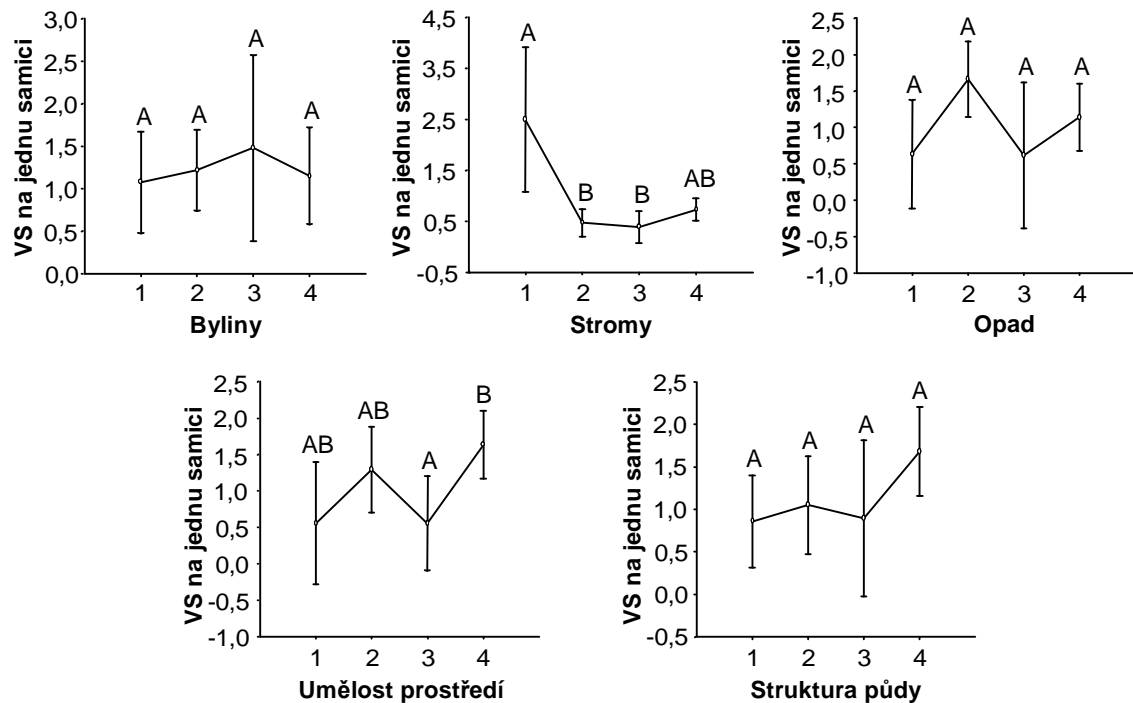 VS na jednu samici
3,0
2,5
2,0
1,5
1,0
0,5
0,0
A A A A
1 2 3 4
Byliny
VS na jednu samici
4,5
3,5
2,5
1,5
0,5
-0,5
A B B AB
1 2 3 4
Stromy
VS na jednu samici
2,5
2,0
1,5
1,0
0,5
0,0
-0,5
-1,0
A A A A
1 2 3 4
Opad
VS na jednu samici
2,5
2,0
1,5
1,0
0,5
0,0
-0,5
-1,0
AB AB A B
1 2 3 4
Umělost prostředí
VS na jednu samici
2,5
2,0
1,5
1,0
0,5
0,0
-0,5
A A A A
1 2 3 4
Struktura půdy